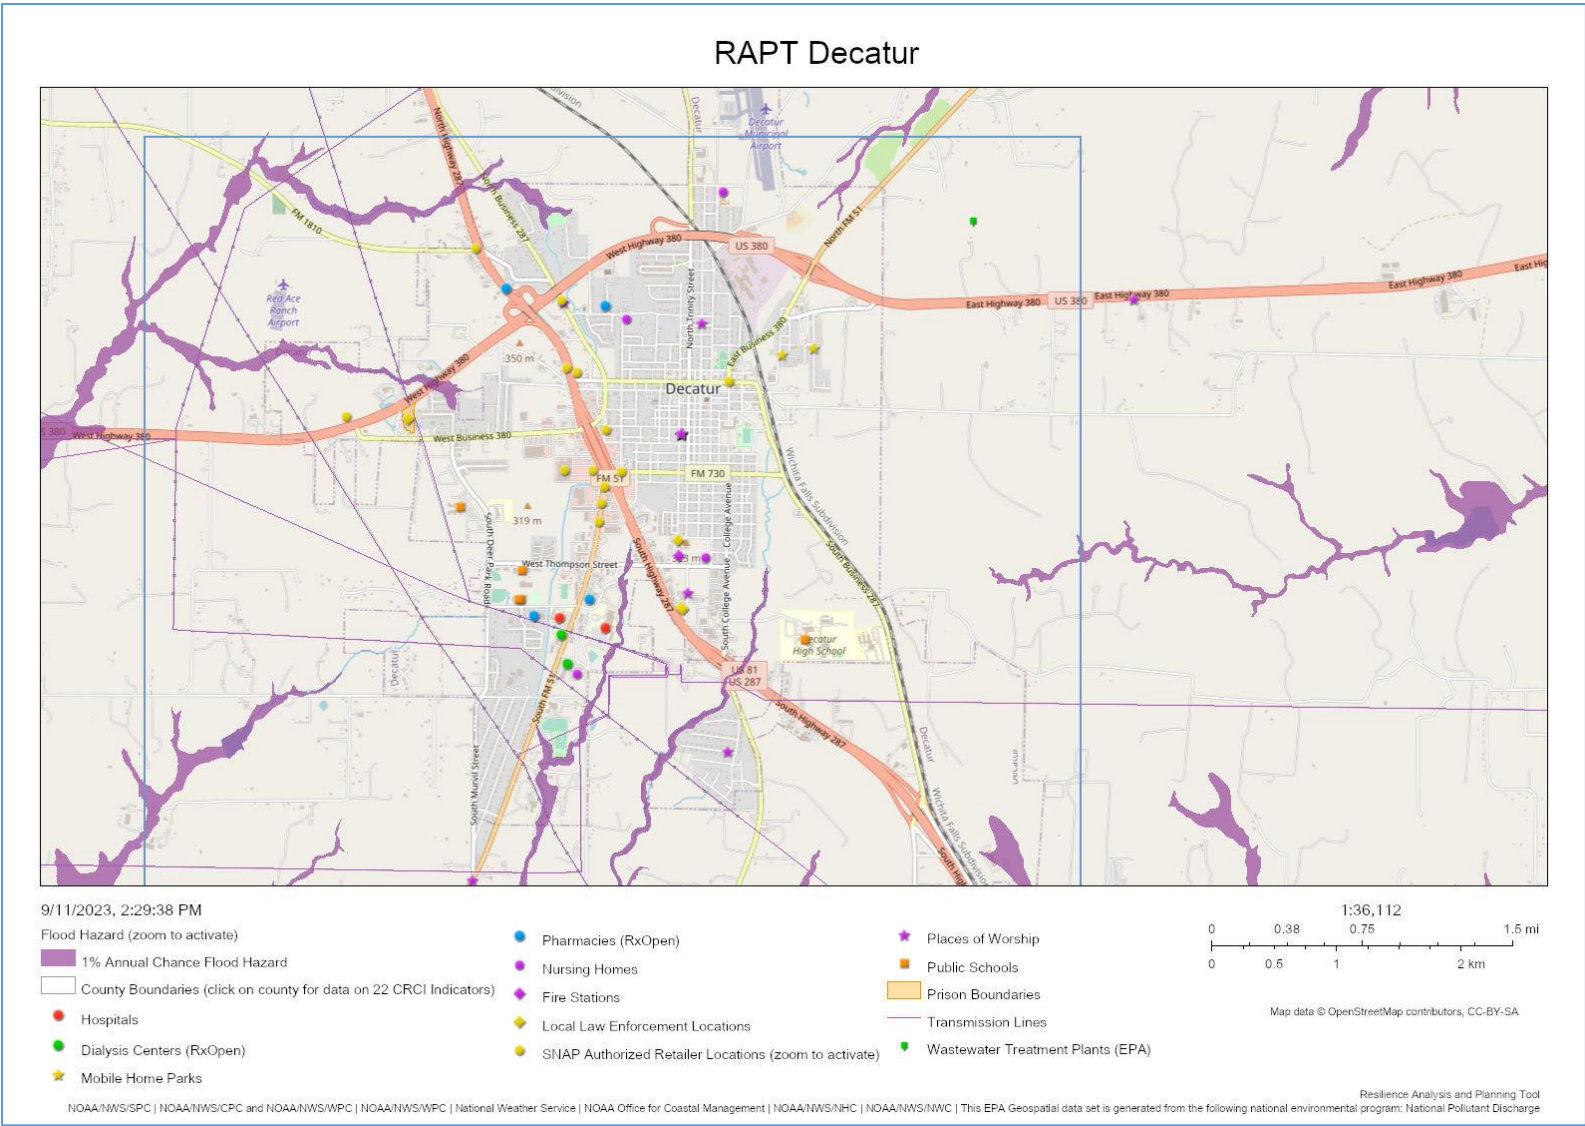 RAPT Decatur
Decatur
Decatur
Municipal
Airport
North Highway 287
North Business 287
FM 1810
West Highway 380
US 380
North FM 51
East Highway 380
US 380
East Highway 380
East Highway 380
East Hig
Red Ace
Ranch
Airport
Decatur
350 m
North Trinity Street
East Business 380
Decatur
West Highway 380
S 380
West Highway 380
West Business 380
FM 51
FM 730
Wichita Falls Subdivision
319 m
South Deer Park Road
West Thompson Street
South Highway 287
South College Avenue
College Avenue
South Business 287
Decatur
High School
Decatur
US 81
US 287
South FM 51
South Highway 287
South Murvil Street
Decatur
Decatur
Wichita Falls Subdivision
South Hig
9/11/2023, 2:29:38 PM
Flood Hazard (zoom to activate)
1% Annual Chance Flood Hazard
County Boundaries (click on county for data on 22 CRCI Indicators)
Hospitals
Dialysis Centers (RxOpen)
Mobile Home Parks
Pharmacies (RxOpen)
Nursing Homes
Fire Stations
Local Law Enforcement Locations
SNAP Authorized Retailer Locations (zoom to activate)
Places of Worship
Public Schools
Prison Boundaries
Transmission Lines
Wastewater Treatment Plants (EPA)
1:36,112
0 0.38 0.75 1.5 mi
0 0.5 1 2 km
Map data © OpenStreetMap contributors, CC-BY-SA
Resilience Analysis and Planning Tool
NOAA/NWS/SPC | NOAA/NWS/CPC and NOAA/NWS/WPC | NOAA/NWS/WPC | National Weather Service | NOAA Office for Coastal Management | NOAA/NWS/NHC | NOAA/NWS/NWC | This EPA Geospatial data set is generated from the following national environmental program: National Pollutant Discharge